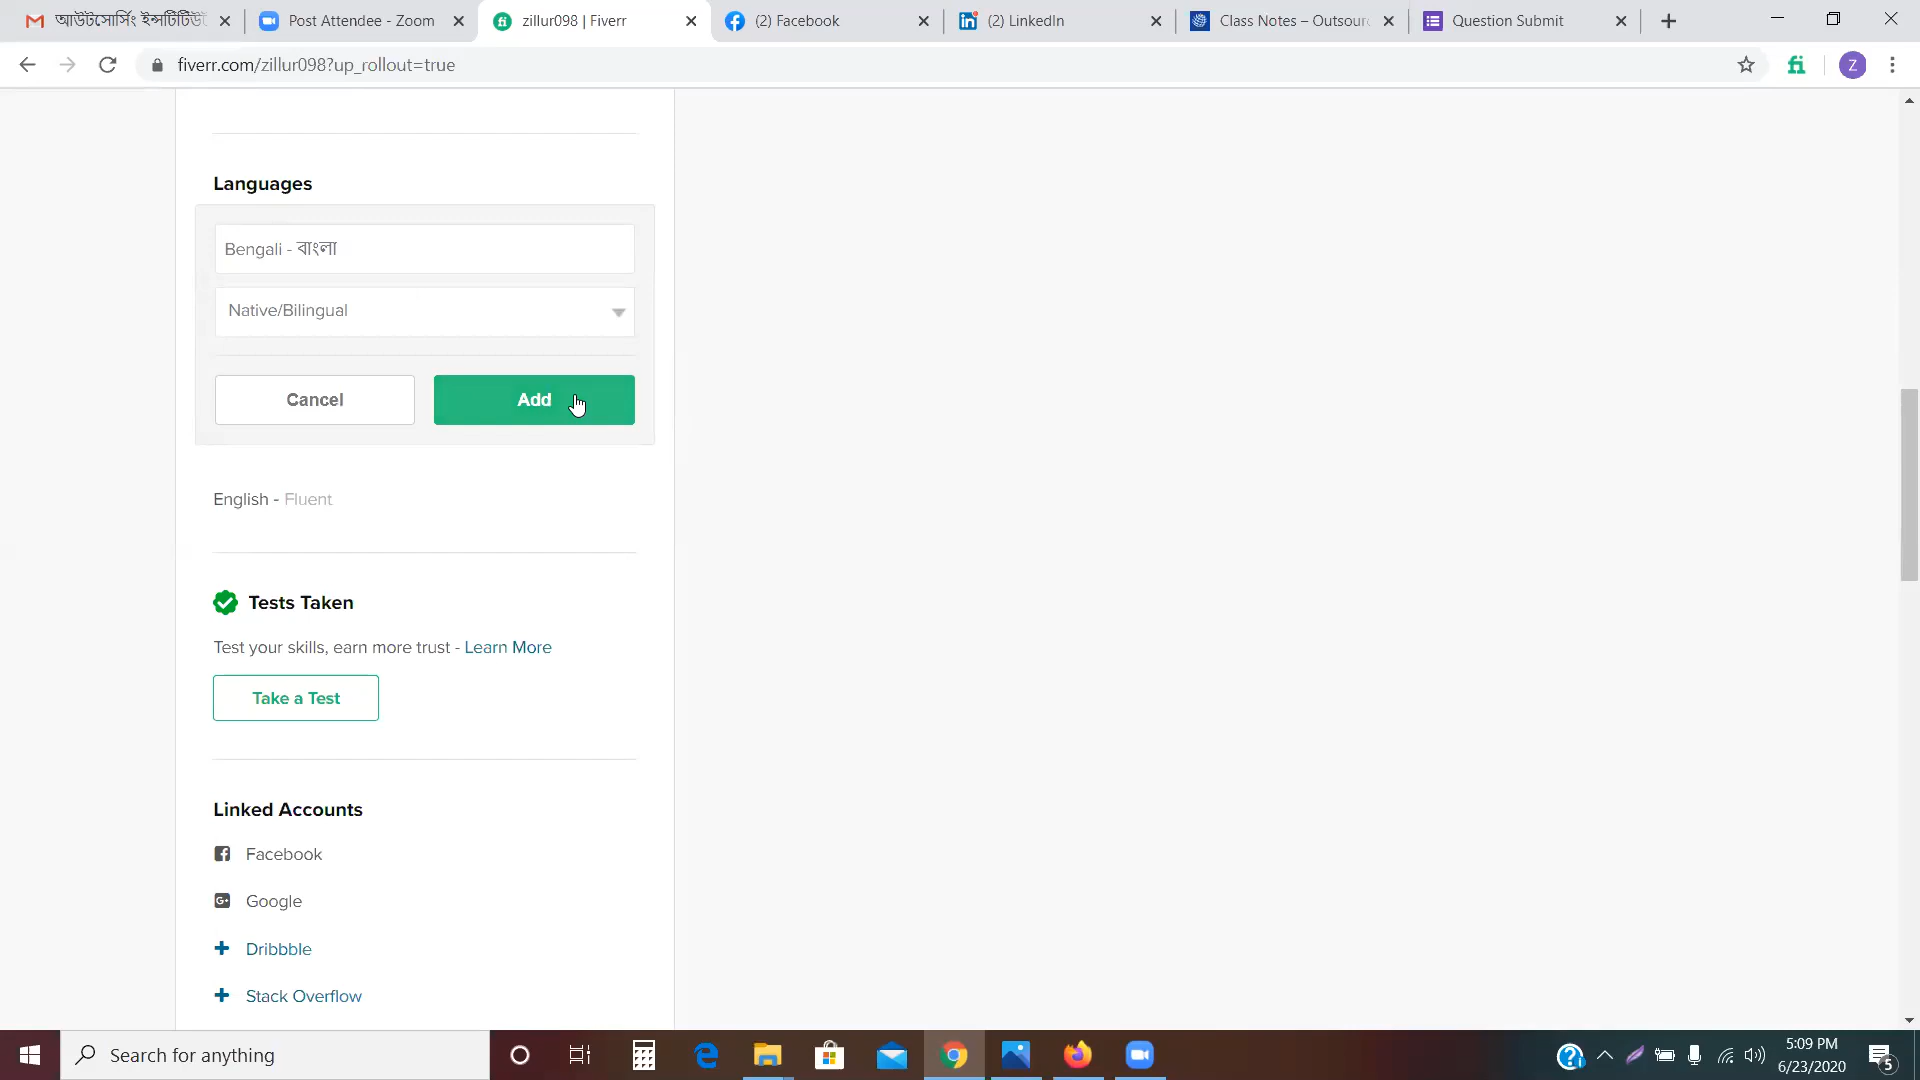 আউটসোর্সিং ইন্সটিটিউট
Post Attendee - Zoom
zillur098 | Fiverr
(2) Facebook
(2) LinkedIn
Class Notes – Outsourc
Question Submit
fiverr.com/zillur098?up_rollout=true
Z
Languages
Bengali - বাংলা
Native/Bilingual
Cancel
Add
English - Fluent
Tests Taken
Test your skills, earn more trust - Learn More
Take a Test
Linked Accounts
Facebook
Google
Dribbble
Stack Overflow
Search for anything
5:09 PM
6/23/2020
5